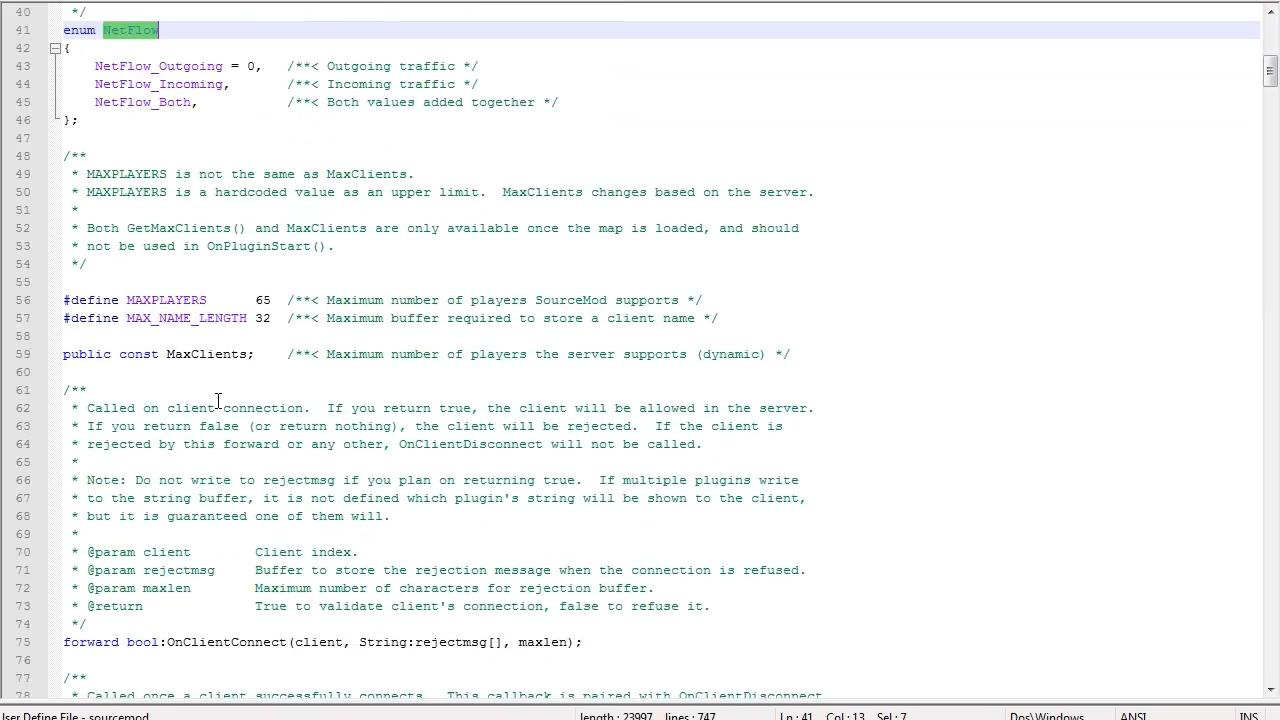 40 */
41 enum NetFlow
42 {
43 NetFlow_Outgoing = 0, /**< Outgoing traffic */
44 NetFlow_Incoming, /**< Incoming traffic */
45 NetFlow_Both, /**< Both values added together */
46 };
47
48 /**
49 * MAXPLAYERS is not the same as MaxClients.
50 * MAXPLAYERS is a hardcoded value as an upper limit. MaxClients changes based on the server.
51 *
52 * Both GetMaxClients() and MaxClients are only available once the map is loaded, and should
53 * not be used in OnPluginStart().
54 */
55
56 #define MAXPLAYERS 65 /**< Maximum number of players SourceMod supports */
57 #define MAX_NAME_LENGTH 32 /**< Maximum buffer required to store a client name */
58
59 public const MaxClients; /**< Maximum number of players the server supports (dynamic) */
60
61 /**
62 * Called on client connection. If you return true, the client will be allowed in the server.
63 * If you return false (or return nothing), the client will be rejected. If the client is
64 * rejected by this forward or any other, OnClientDisconnect will not be called.
65 *
66 * Note: Do not write to rejectmsg if you plan on returning true. If multiple plugins write
67 * to the string buffer, it is not defined which plugin's string will be shown to the client,
68 * but it is guaranteed one of them will.
69 *
70 * @param client Client index.
71 * @param rejectmsg Buffer to store the rejection message when the connection is refused.
72 * @param maxlen Maximum number of characters for rejection buffer.
73 * @return True to validate client's connection, false to refuse it.
74 */
75 forward bool:OnClientConnect(client, String:rejectmsg[], maxlen);
76
77 /**
78 * Called once a client successfully connects. This callback is paired with OnClientDisconnect
User Define File - sourcemod length : 23997 lines : 747 Ln : 41 Col : 13 Sel : 7 Dos\Windows ANSI INS